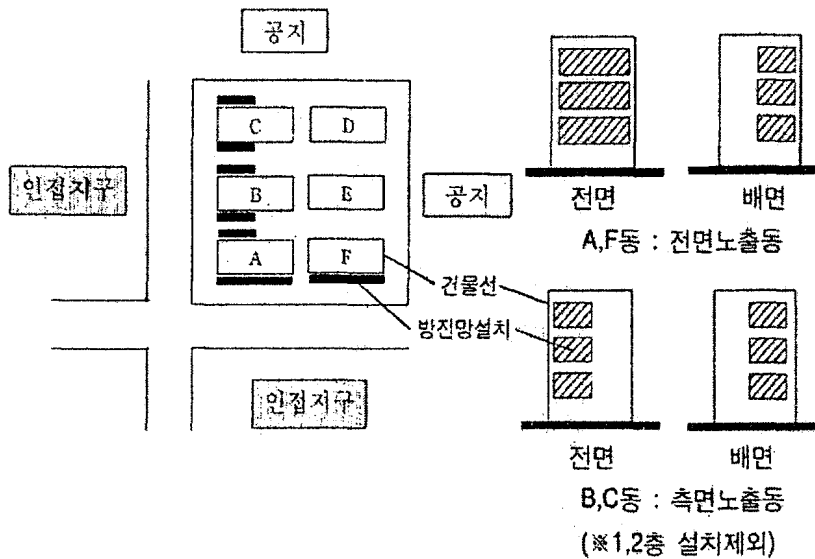 공지
C D
인접지구
B E
공지
A F
건물선
방진망설치
인접지구
전면 배면
A,F동 : 전면노출동
전면 배면
B,C동 : 측면노출동
(※1,2층 설치제외)